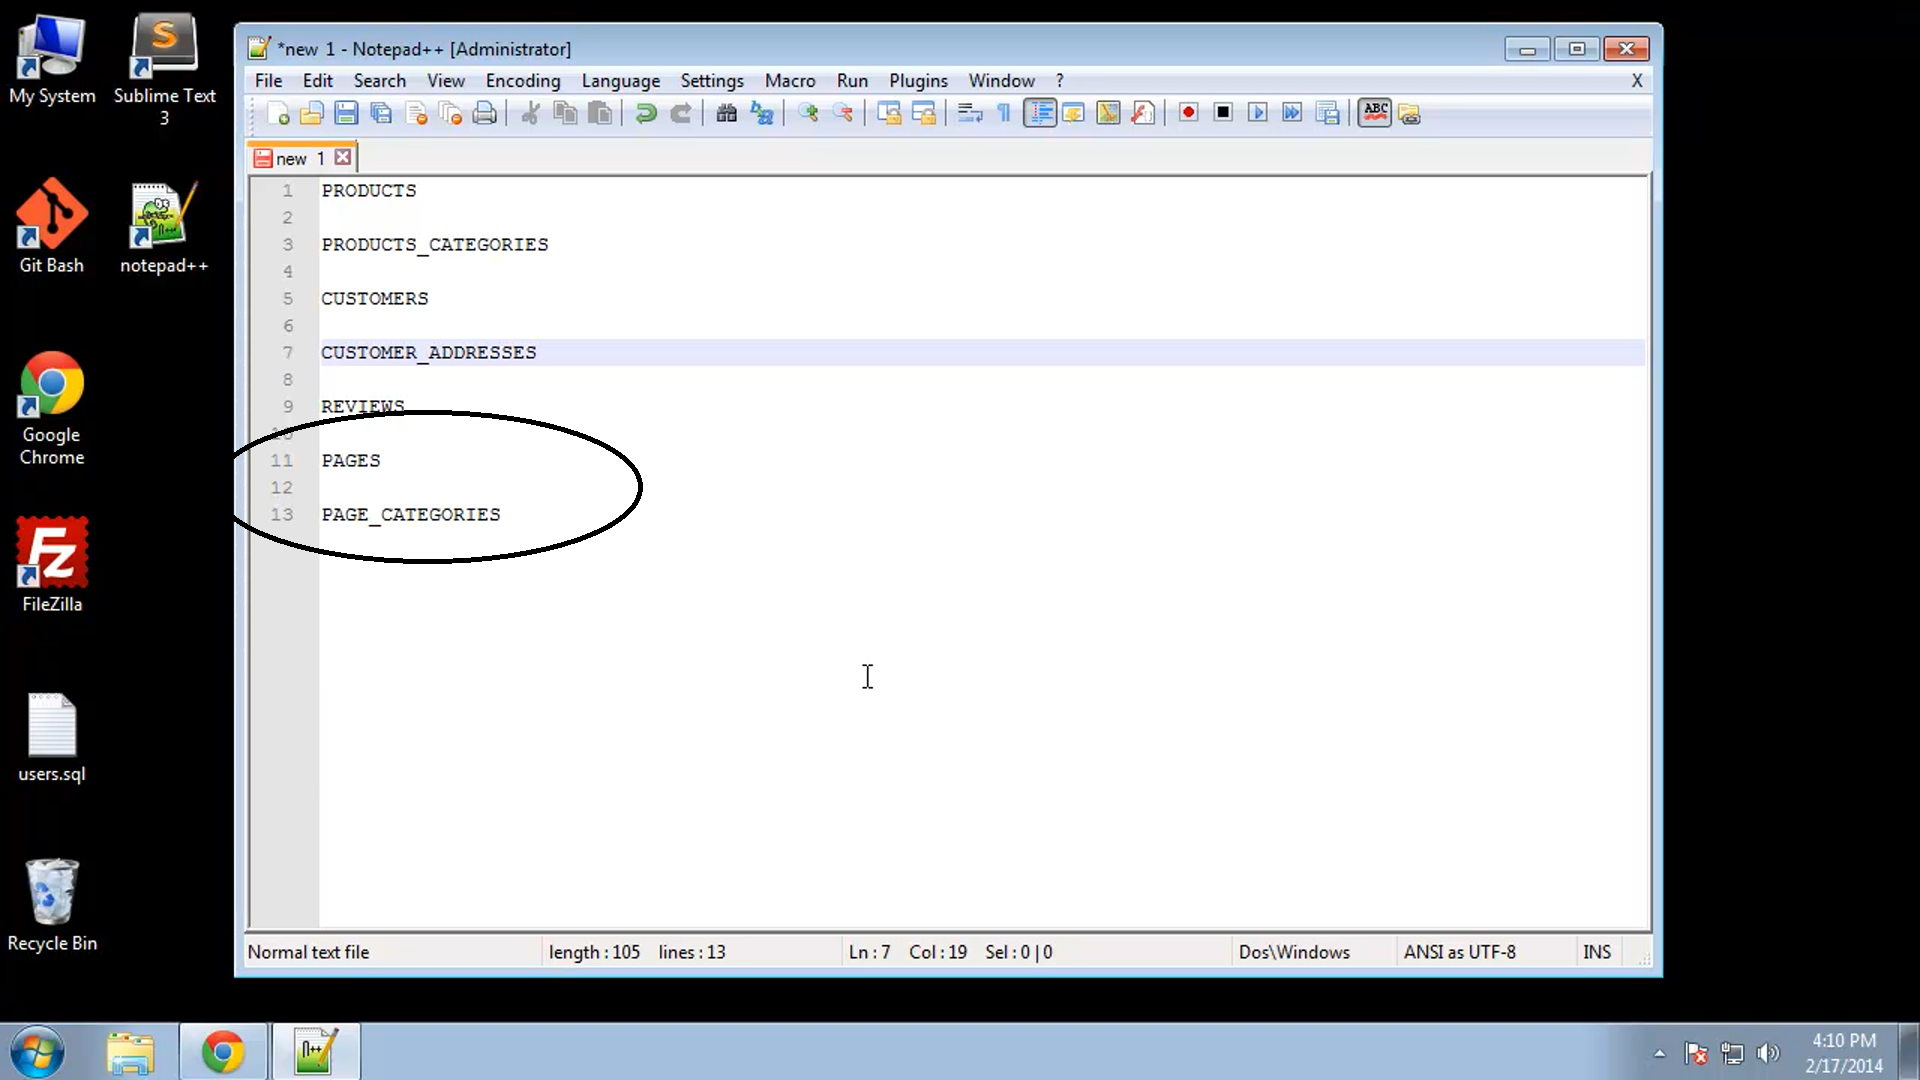 My System
Sublime Text
3
Git Bash
notepad++
Google
Chrome
FileZilla
users.sql
Recycle Bin
*new 1 - Notepad++ [Administrator]
File Edit Search View Encoding Language Settings Macro Run Plugins Window ? X
ABC
new 1
1 PRODUCTS
2
3 PRODUCTS_CATEGORIES
4
5 CUSTOMERS
6
7 CUSTOMER_ADDRESSES
8
9 REVIEWS
10
11 PAGES
12
13 PAGE_CATEGORIES
Normal text file length : 105 lines : 13 Ln : 7 Col : 19 Sel : 0 | 0 Dos\Windows ANSI as UTF-8 INS
4:10 PM
2/17/2014